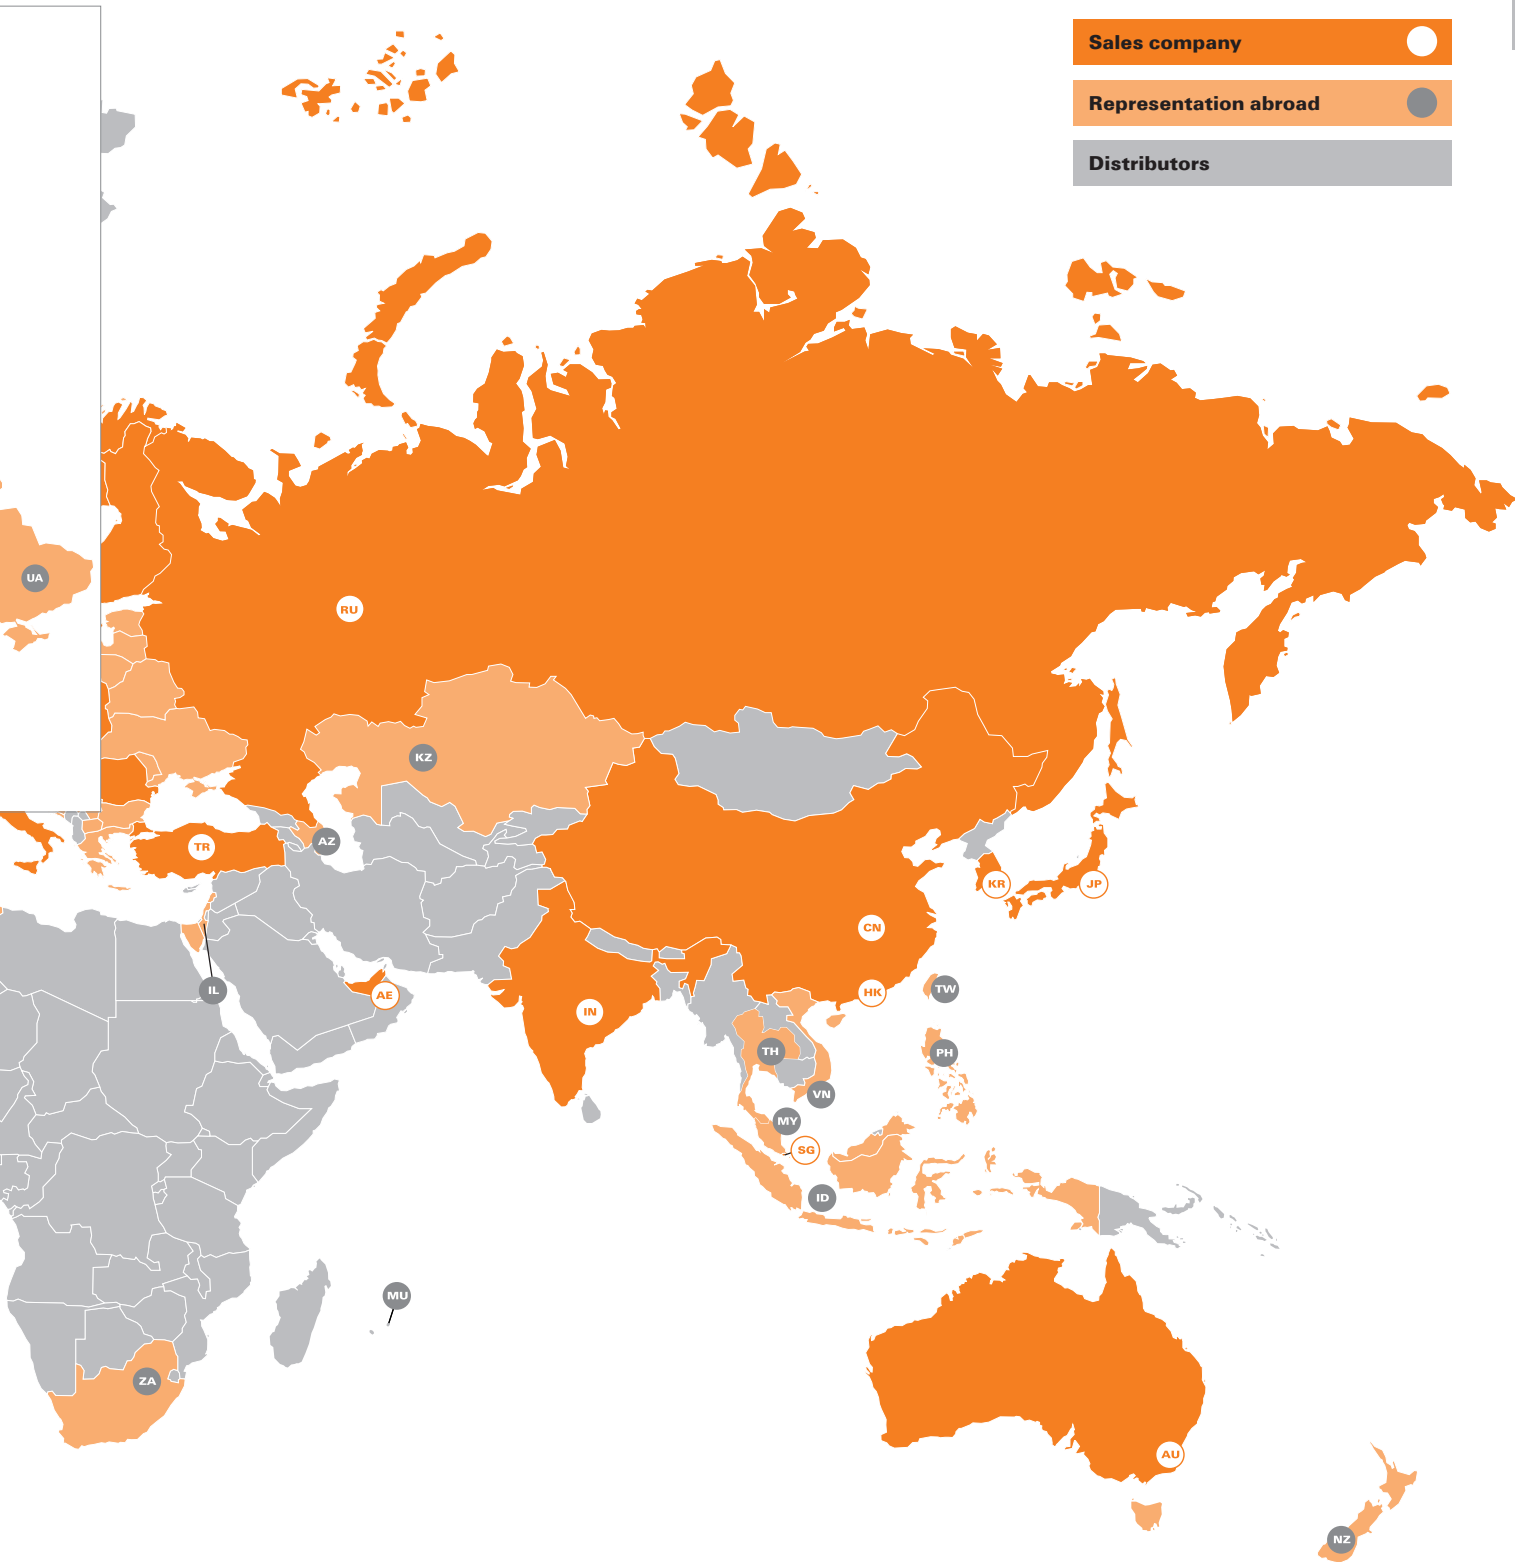 Sales company
Representation abroad
Distributors
UA
RU
KZ
TR
AZ
KR
JP
CN
IL
AE
IN
HK
TW
TH
PH
VN
MY
SG
ID
MU
ZA
AU
NZ